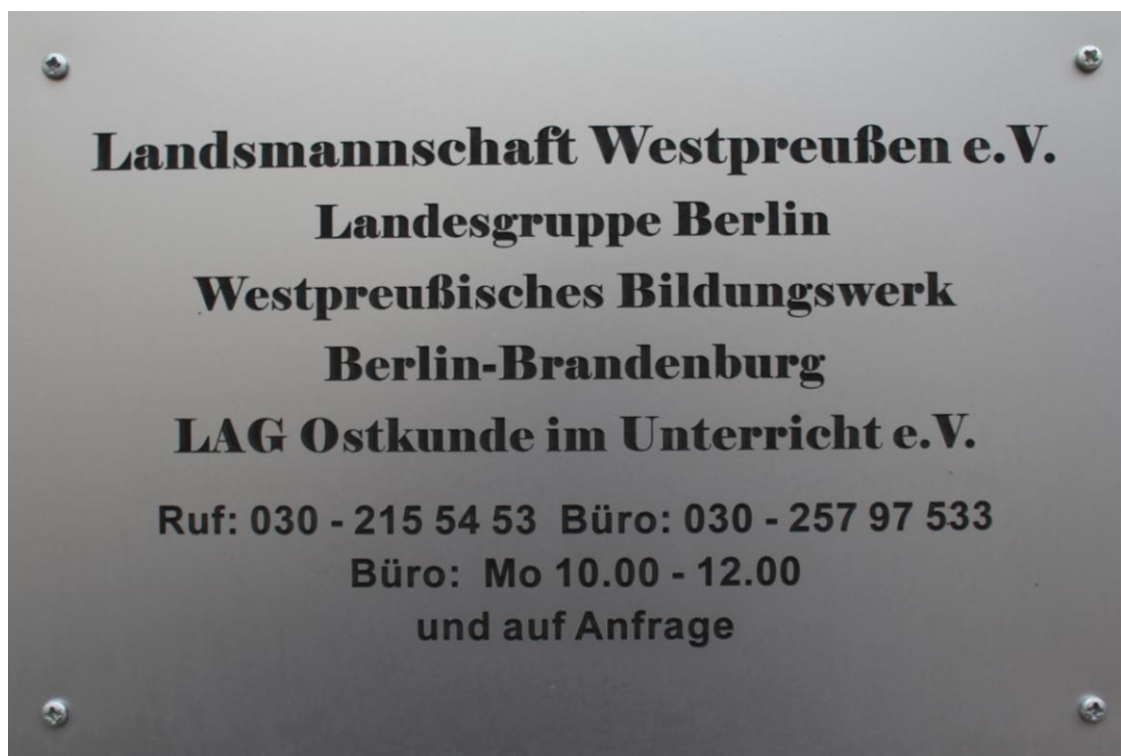 Landsmannschaft Westpreußen e.V.
Landesgruppe Berlin
Westpreußisches Bildungswerk
Berlin-Brandenburg
LAG Ostkunde im Unterricht e.V.
Ruf: 030 - 215 54 53 Büro: 030 - 257 97 533
Büro: Mo 10.00 - 12.00
und auf Anfrage